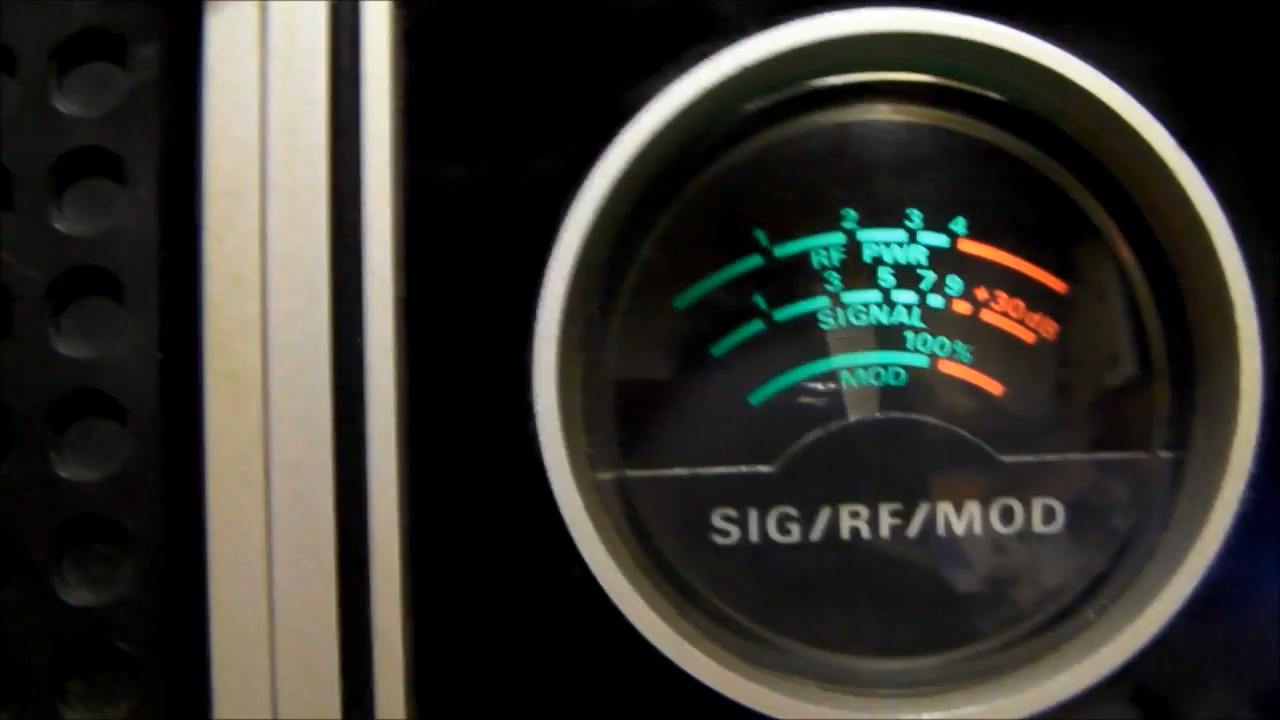 1 2 3 4
RF PWR
1 3 5 7 9 +30dB
SIGNAL
100%
MOD
SIG/RF/MOD